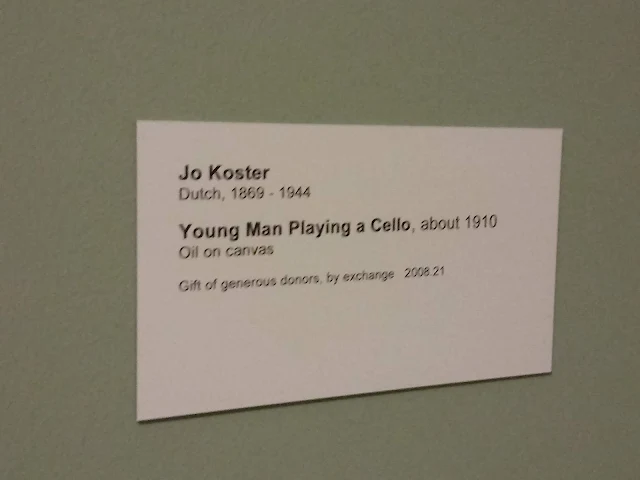 Jo Koster
Dutch, 1869 - 1944
Young Man Playing a Cello, about 1910
Oil on canvas
Gift of generous donors, by exchange 2008.21